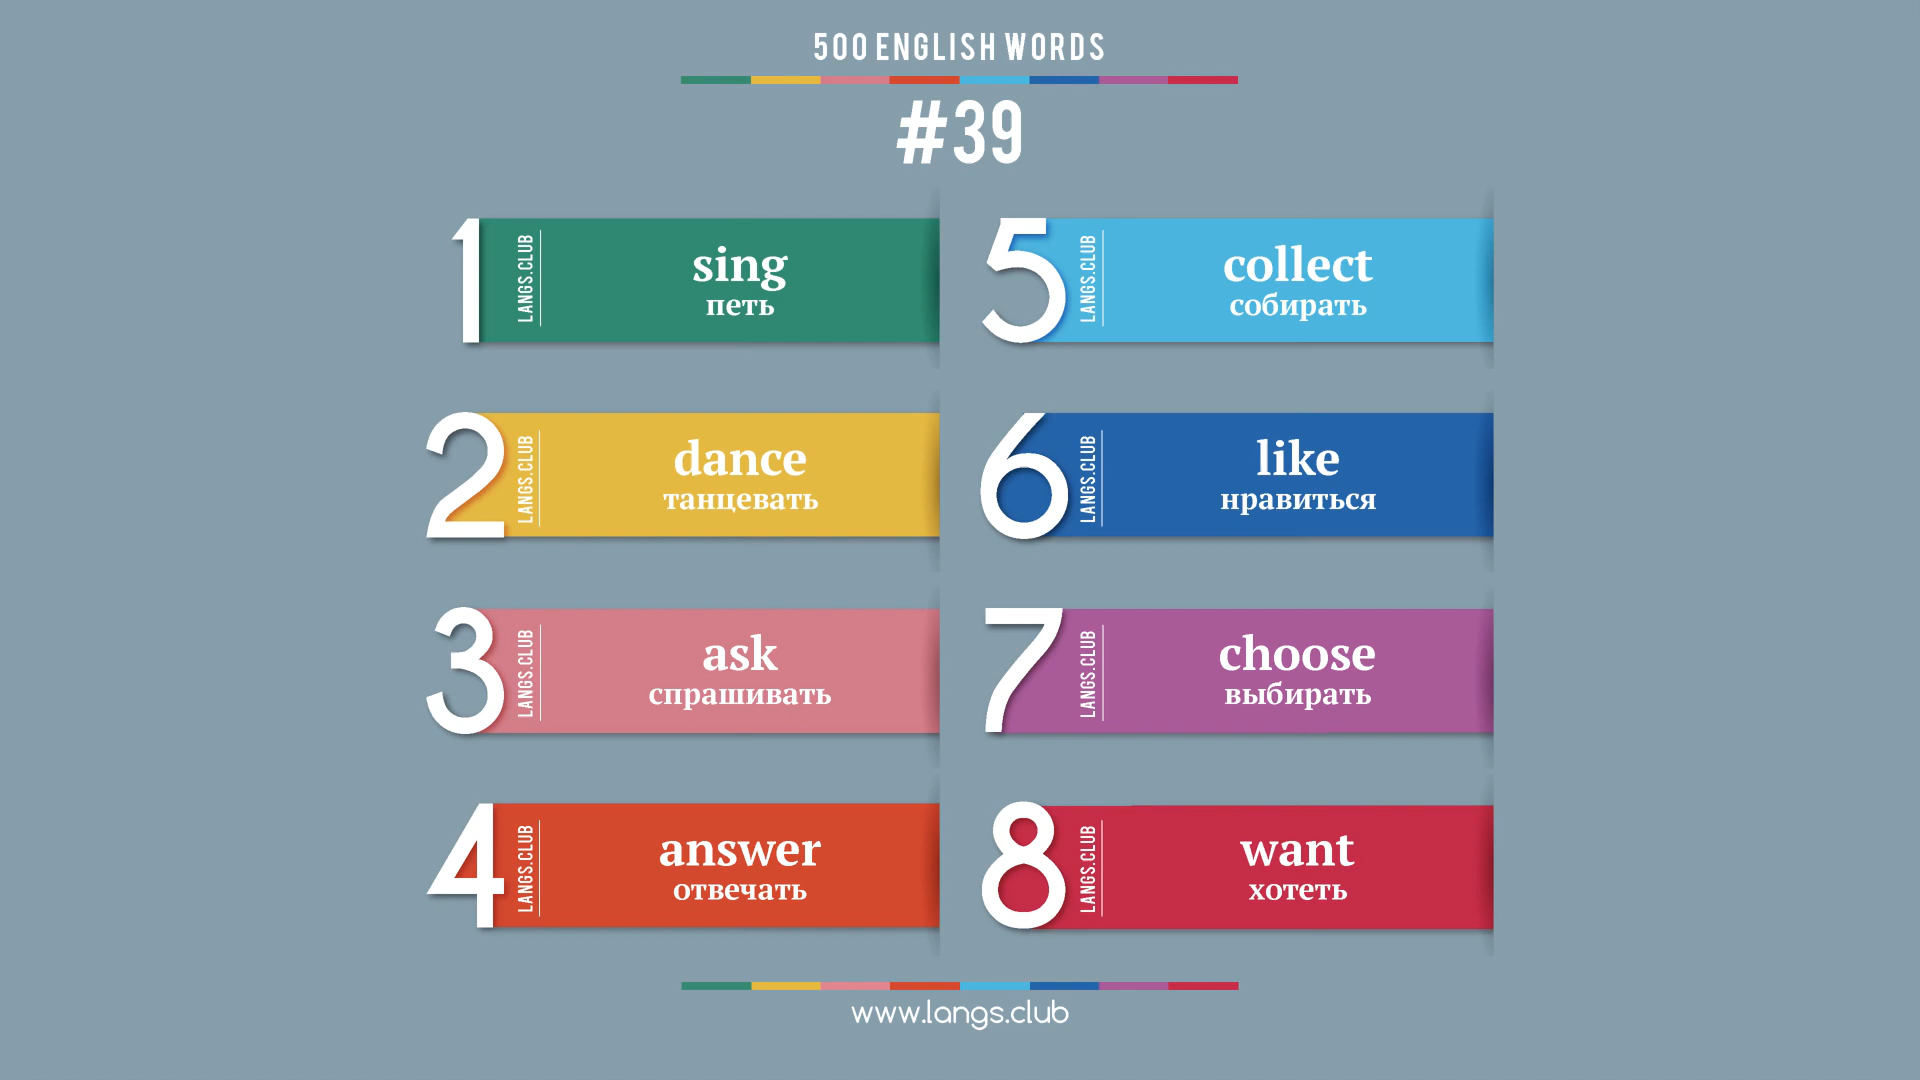 500 ENGLISH WORDS
#39
1
LANGS.CLUB
sing
петь
2
LANGS.CLUB
dance
танцевать
3
LANGS.CLUB
ask
спрашивать
4
LANGS.CLUB
answer
отвечать
5
LANGS.CLUB
collect
собирать
6
LANGS.CLUB
like
нравиться
7
LANGS.CLUB
choose
выбирать
8
LANGS.CLUB
want
хотеть
www.langs.club